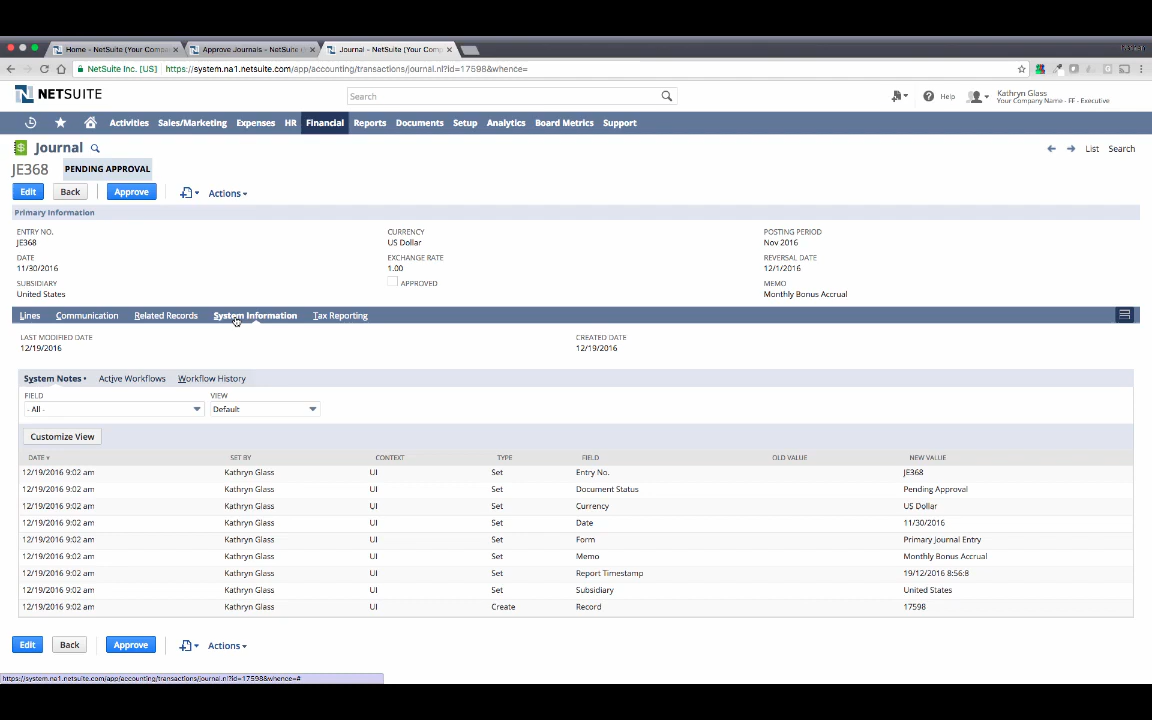 Home - NetSuite (Your Compa
Approve Journals - NetSuite (
Journal - NetSuite (Your Comp
NetSuite Inc. [US]
https://system.na1.netsuite.com/app/accounting/transactions/journal.nl?id=17598&whence=
NETSUITE
Search
Help
Kathryn Glass
Your Company Name - FF - Executive
Activities Sales/Marketing Expenses HR Financial Reports Documents Setup Analytics Board Metrics Support
Journal
List Search
JE368 PENDING APPROVAL
Edit Back Approve Actions
Primary Information
ENTRY NO. CURRENCY POSTING PERIOD
JE368 US Dollar Nov 2016
DATE EXCHANGE RATE REVERSAL DATE
11/30/2016 1.00 12/1/2016
SUBSIDIARY APPROVED MEMO
United States Monthly Bonus Accrual
Lines Communication Related Records System Information Tax Reporting
LAST MODIFIED DATE CREATED DATE
12/19/2016 12/19/2016
System Notes • Active Workflows Workflow History
FIELD VIEW
- All - Default
Customize View
DATE SET BY CONTEXT TYPE FIELD OLD VALUE NEW VALUE
12/19/2016 9:02 am Kathryn Glass UI Set Entry No. JE368
12/19/2016 9:02 am Kathryn Glass UI Set Document Status Pending Approval
12/19/2016 9:02 am Kathryn Glass UI Set Currency US Dollar
12/19/2016 9:02 am Kathryn Glass UI Set Date 11/30/2016
12/19/2016 9:02 am Kathryn Glass UI Set Form Primary Journal Entry
12/19/2016 9:02 am Kathryn Glass UI Set Memo Monthly Bonus Accrual
12/19/2016 9:02 am Kathryn Glass UI Set Report Timestamp 19/12/2016 8:56:8
12/19/2016 9:02 am Kathryn Glass UI Set Subsidiary United States
12/19/2016 9:02 am Kathryn Glass UI Create Record 17598
Edit Back Approve Actions
https://system.na1.netsuite.com/app/accounting/transactions/journal.nl?id=17598&whence=#